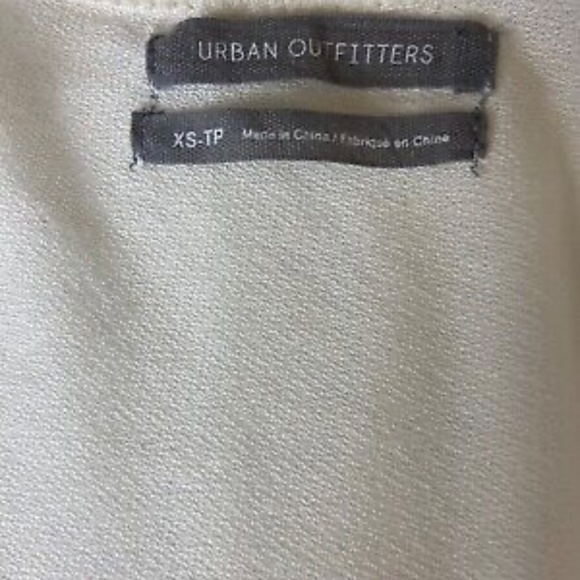 URBAN OUTFITTERS
XS-TP Made in China / Fabriqué en Chine